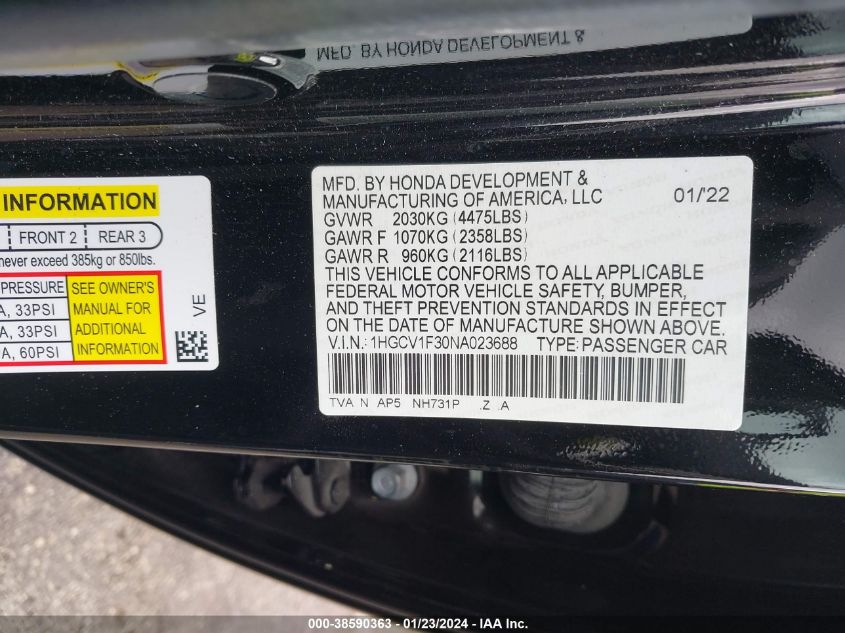 MFD. BY HONDA DEVELOPMENT &
INFORMATION
FRONT 2 REAR 3
never exceed 385kg or 850lbs.
PRESSURE
A, 33PSI
A, 33PSI
A, 60PSI
SEE OWNER'S
MANUAL FOR
ADDITIONAL
INFORMATION
VE
MFD. BY HONDA DEVELOPMENT &
MANUFACTURING OF AMERICA, LLC 01/'22
GVWR 2030KG (4475LBS)
GAWR F 1070KG (2358LBS)
GAWR R 960KG (2116LBS)
THIS VEHICLE CONFORMS TO ALL APPLICABLE
FEDERAL MOTOR VEHICLE SAFETY, BUMPER,
AND THEFT PREVENTION STANDARDS IN EFFECT
ON THE DATE OF MANUFACTURE SHOWN ABOVE.
V.I.N.: 1HGCV1F30NA023688 TYPE: PASSENGER CAR
TVA N AP5 NH731P .Z .A
000-38590363 - 01/23/2024 - IAAI.com